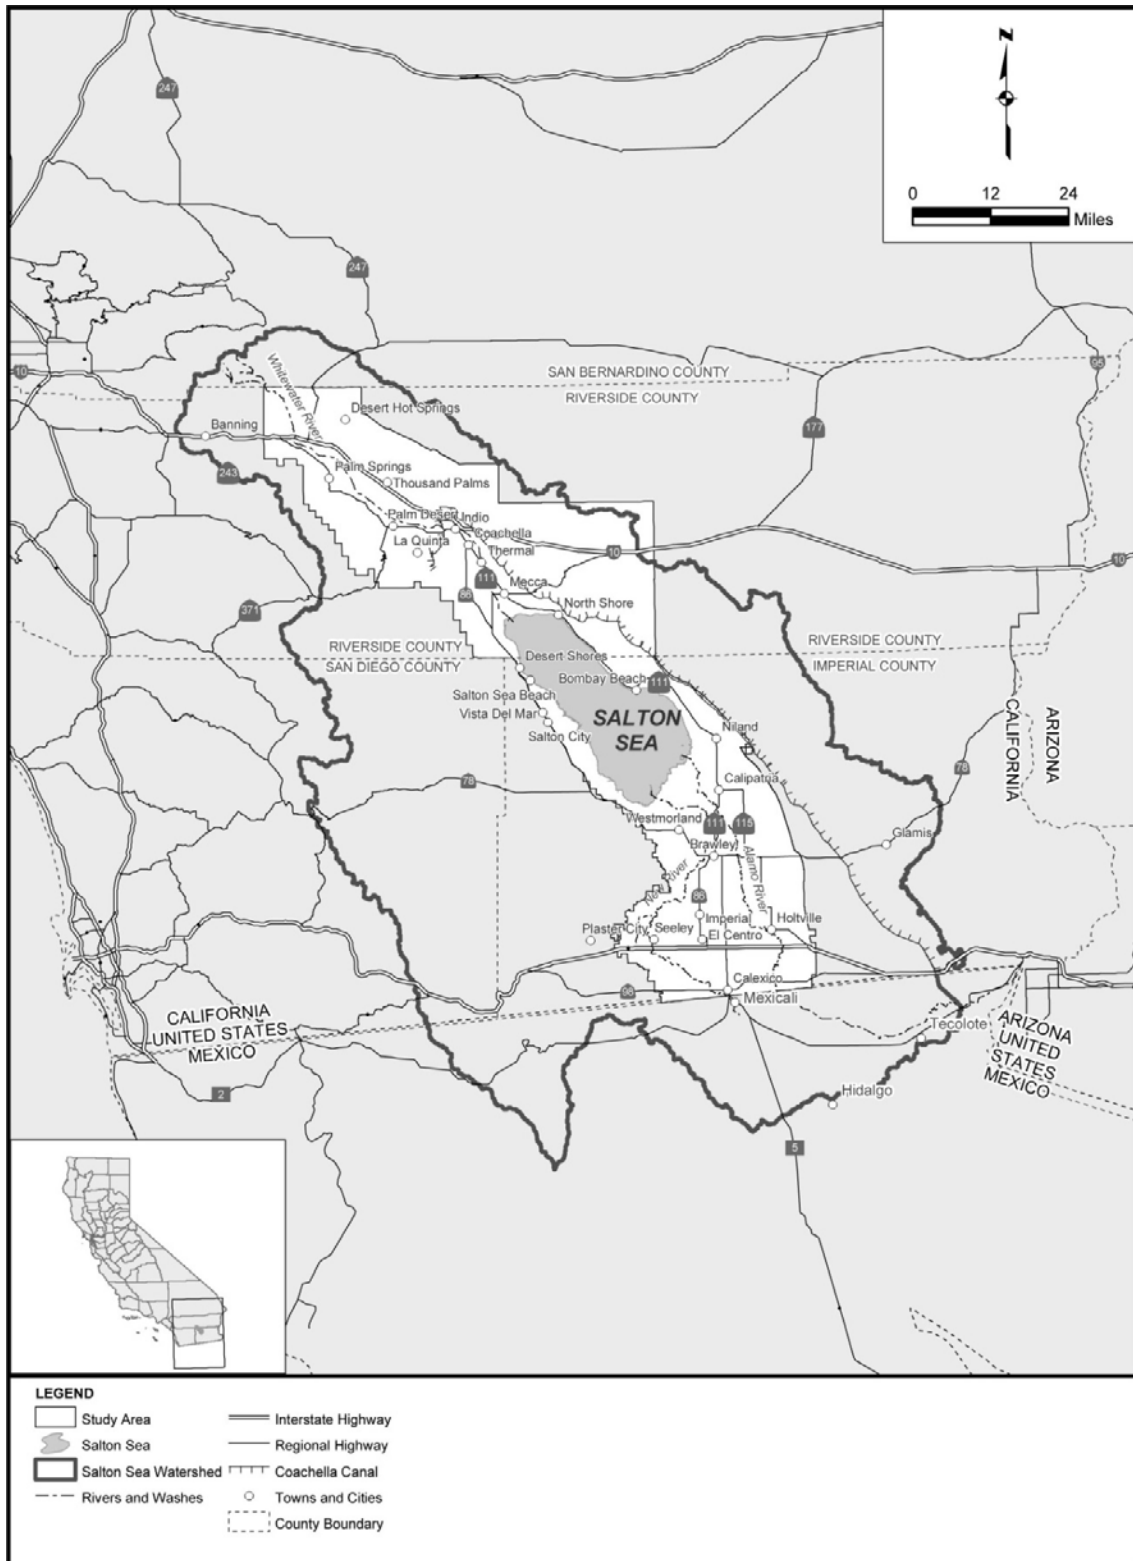 247
N
0 12 24
Miles
247
10
95
SAN BERNARDINO COUNTY
RIVERSIDE COUNTY
Whitewater River
Desert Hot Springs
Banning
177
243
Palm Springs
Thousand Palms
Palm Desert
Indio
Coachella
La Quinta
Thermal
10
10
111
Mecca
86
North Shore
371
RIVERSIDE COUNTY
SAN DIEGO COUNTY
RIVERSIDE COUNTY
IMPERIAL COUNTY
Desert Shores
Bombay Beach
111
Salton Sea Beach
Vista Del Mar
Salton City
SALTON
SEA
Niland
CALIFORNIA
ARIZONA
78
78
Calipatria
Westmorland
111
115
Brawley
Glamis
New River
Alamo River
86
Imperial
Holtville
Plaster City
Seeley
El Centro
98
Calexico
Mexicali
CALIFORNIA
UNITED STATES
MEXICO
Tecolote
ARIZONA
UNITED
STATES
MEXICO
2
Hidalgo
5
LEGEND
Study Area
Salton Sea
Salton Sea Watershed
Rivers and Washes
Interstate Highway
Regional Highway
Coachella Canal
Towns and Cities
County Boundary